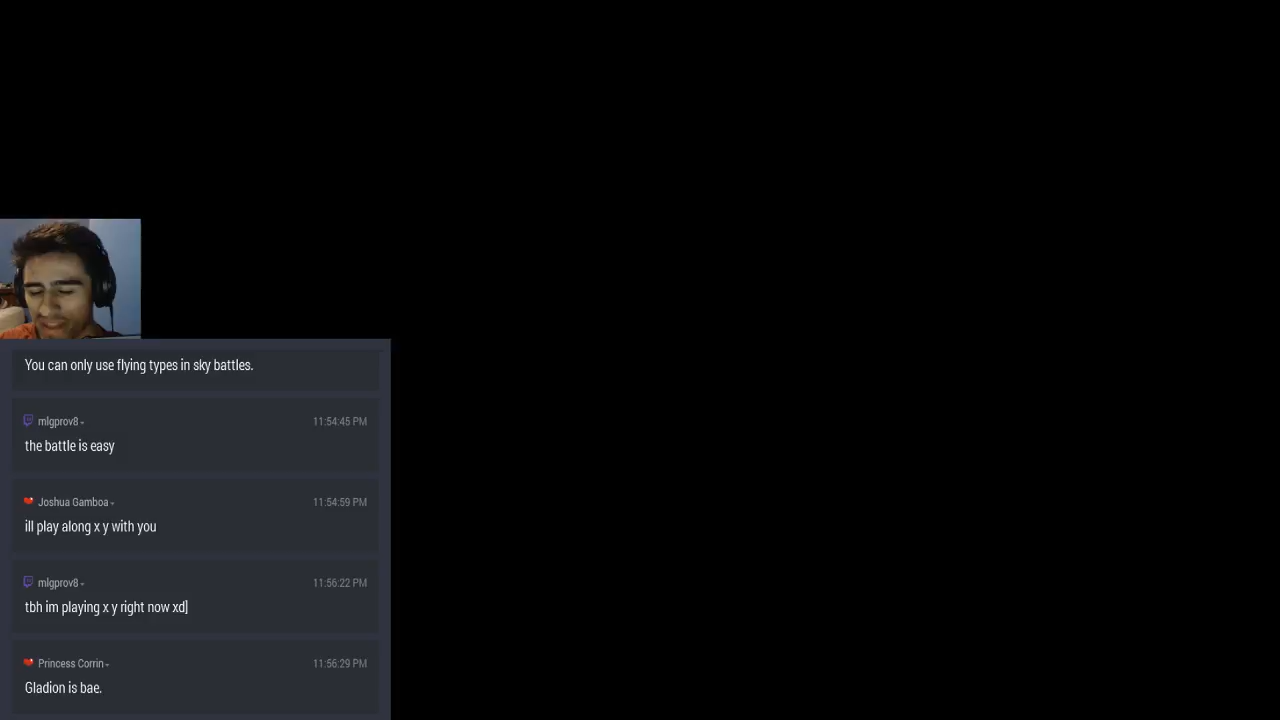 You can only use flying types in sky battles.
mlgprov8
11:54:45 PM
the battle is easy
Joshua Gamboa
11:54:59 PM
ill play along x y with you
mlgprov8
11:56:22 PM
tbh im playing x y right now xd]
Princess Corrin
11:56:29 PM
Gladion is bae.